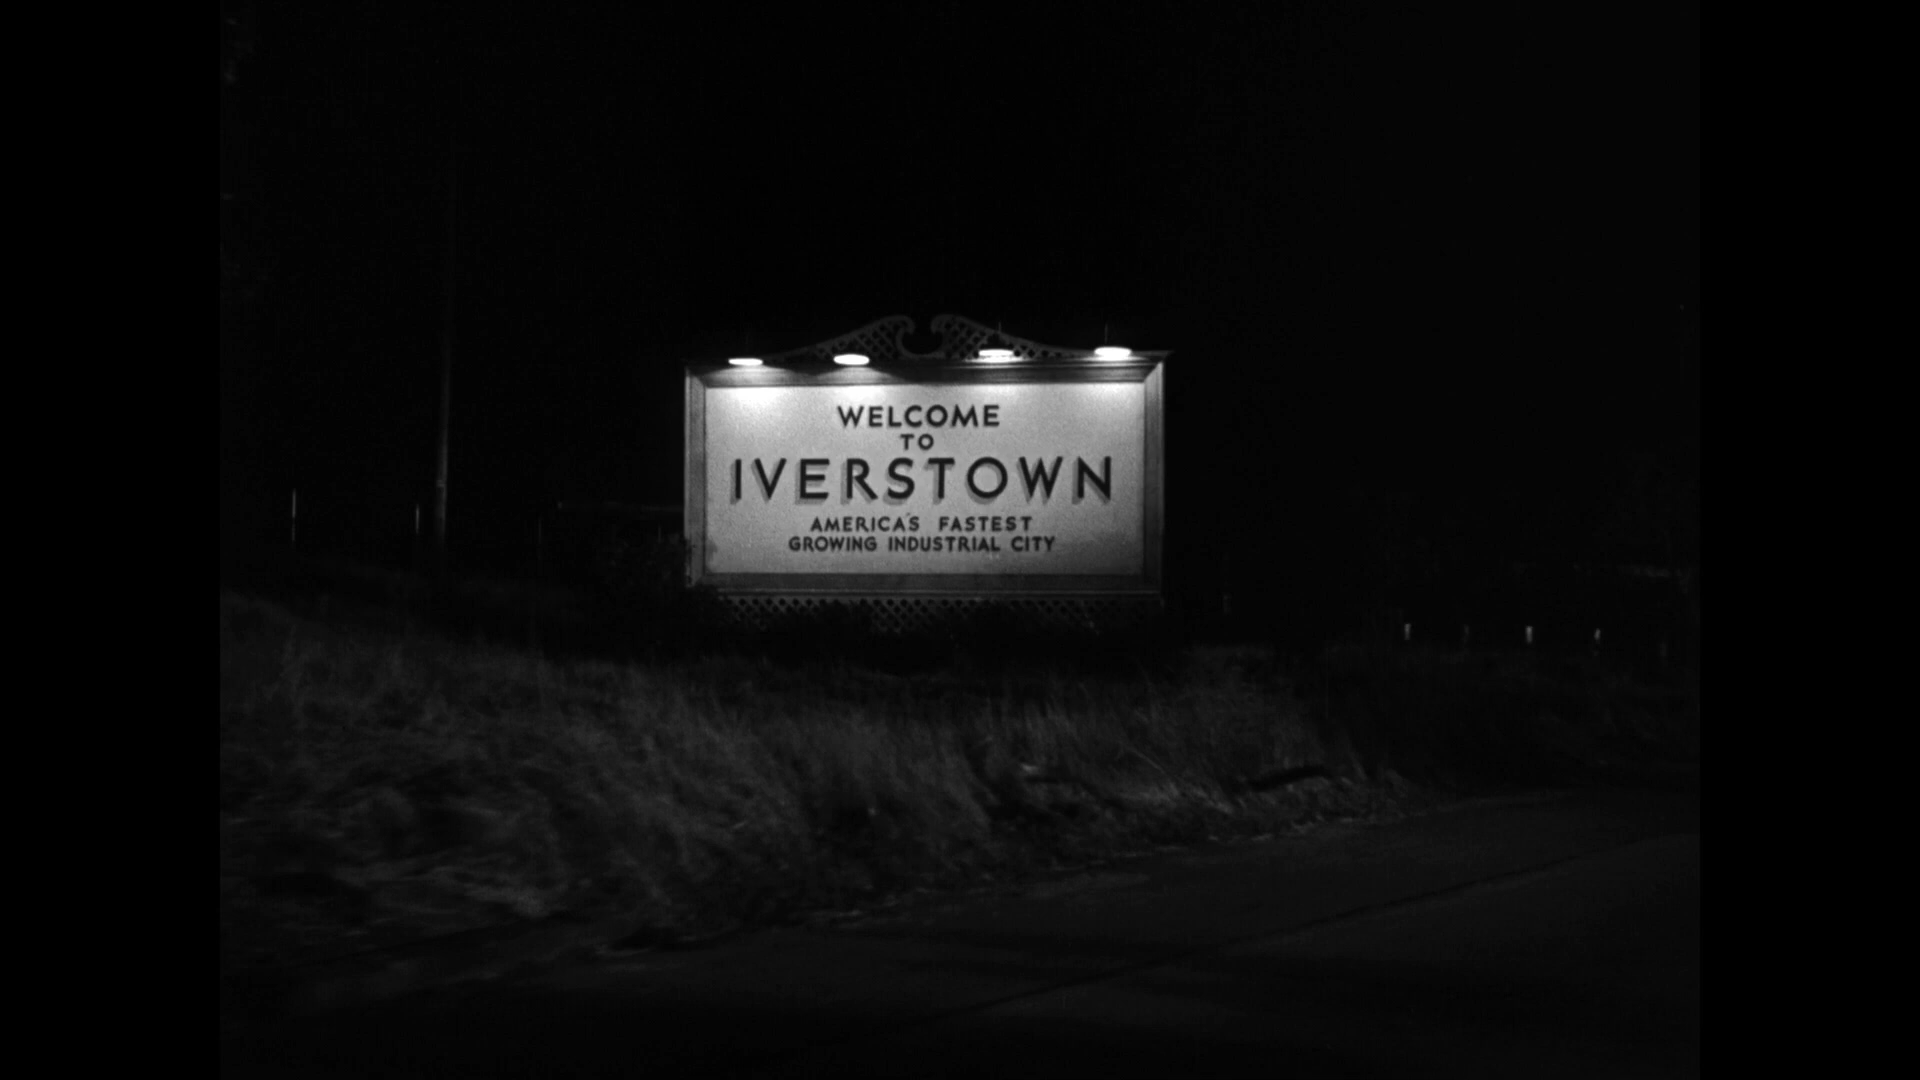 WELCOME
TO
IVERSTOWN
AMERICA'S FASTEST
GROWING INDUSTRIAL CITY